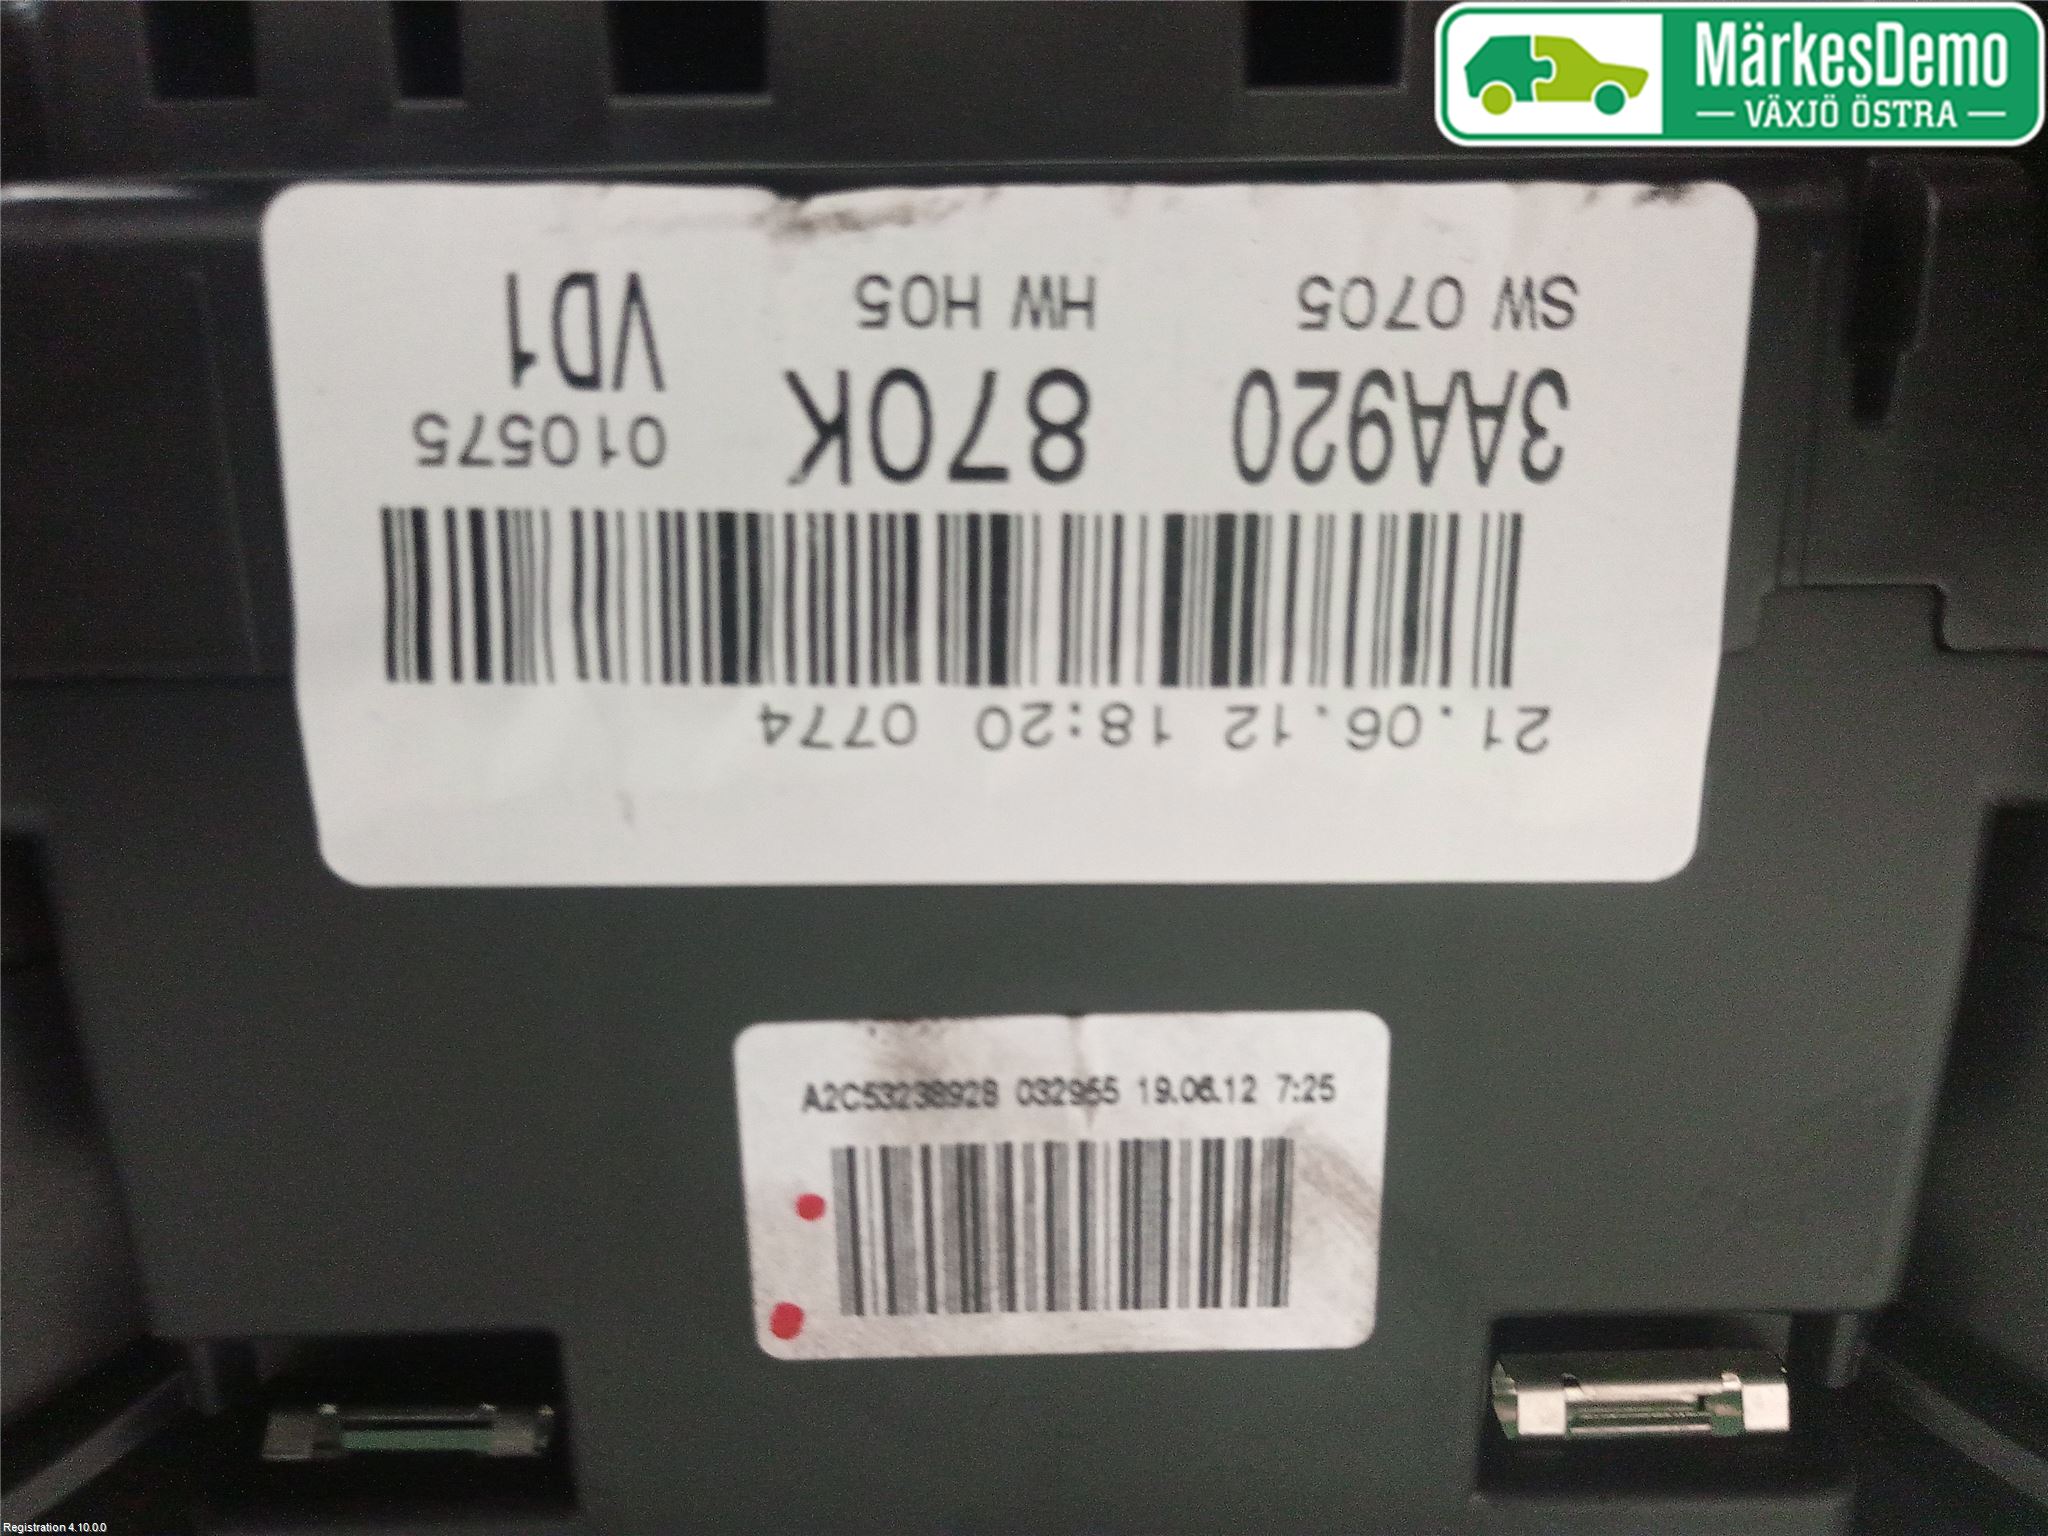 MärkesDemo
VÄXJÖ ÖSTRA
21.06.12 18:20 0774
3AA920 870K 010575
SW 0705 HW H05 VD1
A2C53238928 032955 19.06.12 7:25
Registration 4.10.0.0